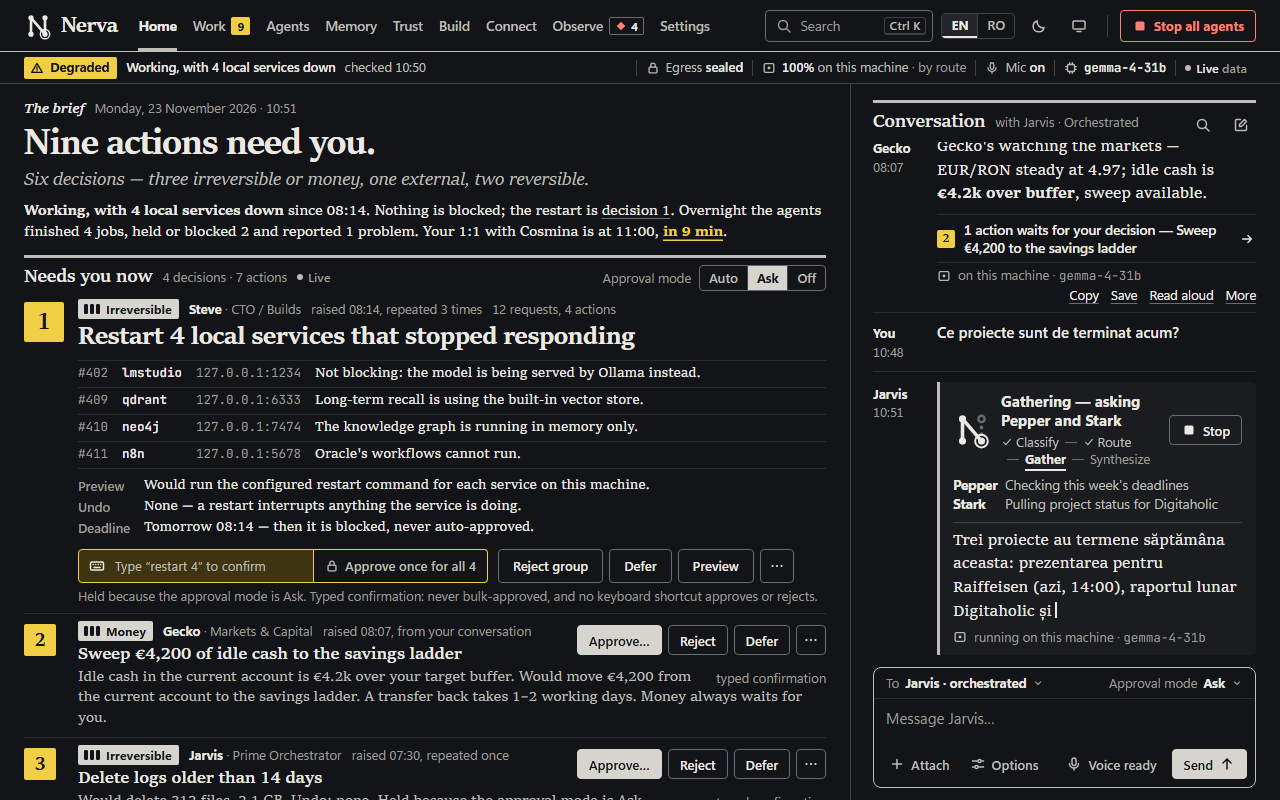 Nerva Home Work 9 Agents Memory Trust Build Connect Observe 4 Settings Search Ctrl K EN RO Stop all agents
Degraded Working, with 4 local services down checked 10:50 Egress sealed 100% on this machine · by route Mic on gemma-4-31b Live data
The brief Monday, 23 November 2026 · 10:51
Nine actions need you.
Six decisions — three irreversible or money, one external, two reversible.
Working, with 4 local services down since 08:14. Nothing is blocked; the restart is decision 1. Overnight the agents
finished 4 jobs, held or blocked 2 and reported 1 problem. Your 1:1 with Cosmina is at 11:00, in 9 min.
Needs you now 4 decisions · 7 actions Live Approval mode Auto Ask Off
1 Irreversible Steve · CTO / Builds raised 08:14, repeated 3 times 12 requests, 4 actions
Restart 4 local services that stopped responding
#402 lmstudio 127.0.0.1:1234 Not blocking: the model is being served by Ollama instead.
#409 qdrant 127.0.0.1:6333 Long-term recall is using the built-in vector store.
#410 neo4j 127.0.0.1:7474 The knowledge graph is running in memory only.
#411 n8n 127.0.0.1:5678 Oracle's workflows cannot run.
Preview Would run the configured restart command for each service on this machine.
Undo None — a restart interrupts anything the service is doing.
Deadline Tomorrow 08:14 — then it is blocked, never auto-approved.
Type “restart 4” to confirm Approve once for all 4 Reject group Defer Preview ...
Held because the approval mode is Ask. Typed confirmation: never bulk-approved, and no keyboard shortcut approves or rejects.
2 Money Gecko · Markets & Capital raised 08:07, from your conversation Approve... Reject Defer ...
Sweep €4,200 of idle cash to the savings ladder
Idle cash in the current account is €4.2k over your target buffer. Would move €4,200 from typed confirmation
the current account to the savings ladder. A transfer back takes 1–2 working days. Money always waits for
you.
3 Irreversible Jarvis · Prime Orchestrator raised 07:30, repeated once Approve... Reject Defer ...
Delete logs older than 14 days
Would delete 312 files, 2.1 GB. Undo: none. Held because the approval mode is Ask.
Conversation with Jarvis · Orchestrated
Gecko Gecko's watching the markets —
08:07 EUR/RON steady at 4.97; idle cash is
€4.2k over buffer, sweep available.
2 1 action waits for your decision — Sweep
€4,200 to the savings ladder
on this machine · gemma-4-31b
Copy Save Read aloud More
You Ce proiecte sunt de terminat acum?
10:48
Jarvis
10:51
Gathering — asking
Pepper and Stark
Classify — Route
— Gather — Synthesize
Stop
Pepper Checking this week's deadlines
Stark Pulling project status for Digitaholic
Trei proiecte au termene săptămâna
aceasta: prezentarea pentru
Raiffeisen (azi, 14:00), raportul lunar
Digitaholic și
running on this machine · gemma-4-31b
To Jarvis · orchestrated Approval mode Ask
Message Jarvis...
Attach Options Voice ready Send